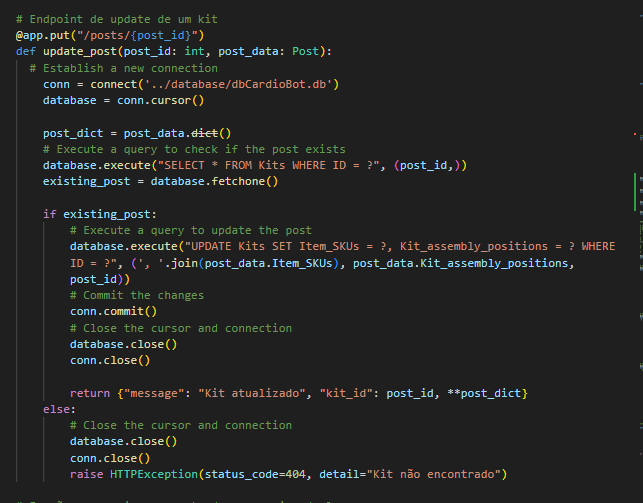 # Endpoint de update de um kit
@app.put("/posts/{post_id}")
def update_post(post_id: int, post_data: Post):
# Establish a new connection
conn = connect('../database/dbCardioBot.db')
database = conn.cursor()
post_dict = post_data.dict()
# Execute a query to check if the post exists
database.execute("SELECT * FROM Kits WHERE ID = ?", (post_id,))
existing_post = database.fetchone()
if existing_post:
# Execute a query to update the post
database.execute("UPDATE Kits SET Item_SKUs = ?, Kit_assembly_positions = ? WHERE
ID = ?", (', '.join(post_data.Item_SKUs), post_data.Kit_assembly_positions,
post_id))
# Commit the changes
conn.commit()
# Close the cursor and connection
database.close()
conn.close()
return {"message": "Kit atualizado", "kit_id": post_id, **post_dict}
else:
# Close the cursor and connection
database.close()
conn.close()
raise HTTPException(status_code=404, detail="Kit não encontrado")